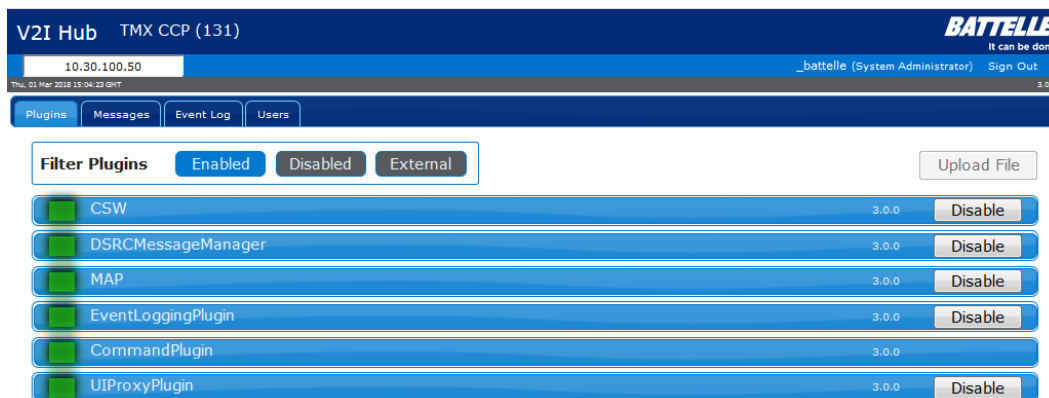 V2I Hub TMX CCP (131)
BATTELLE
It can be don
10.30.100.50
_battelle (System Administrator) Sign Out
Thu, 01 Mar 2018 15:04:23 GMT
3.0
Plugins Messages Event Log Users
Filter Plugins Enabled Disabled External Upload File
CSW 3.0.0 Disable
DSRCMessageManager 3.0.0 Disable
MAP 3.0.0 Disable
EventLoggingPlugin 3.0.0 Disable
CommandPlugin 3.0.0
UIProxyPlugin 3.0.0 Disable